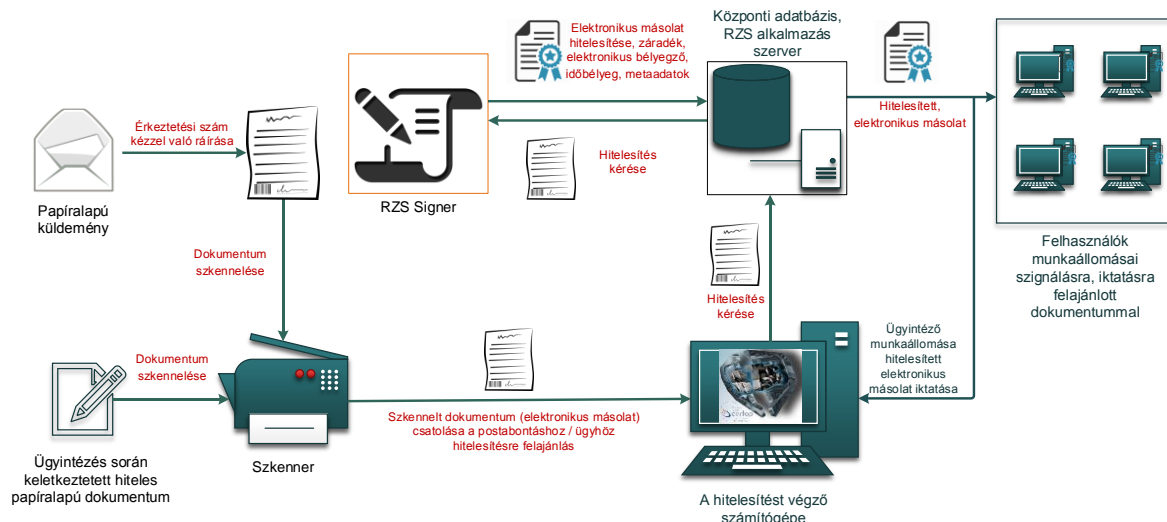 Elektronikus másolat
hitelesítése, záradék,
elektronikus bélyegző,
időbélyeg, metaadatok
Központi adatbázis,
RZS alkalmazás
szerver
Hitelesített,
elektronikus másolat
Érkeztetési szám
kézzel való ráírása
Hitelesítés
kérése
Papíralapú
küldemény
RZS Signer
Felhasználók
munkaállomásai
szignálásra, iktatásra
felajánlott
dokumentummal
Dokumentum
szkennelése
Hitelesítés
kérése
Ügyintéző
munkaállomása
hitelesített
elektronikus
másolat iktatása
Dokumentum
szkennelése
Szkennelt dokumentum (elektronikus másolat)
csatolása a postabontáshoz / ügyhöz
hitelesítésre felajánlás
Szkenner
Ügyintézés során
keletkeztetett hiteles
papíralapú dokumentum
A hitelesítést végző
számítógépe